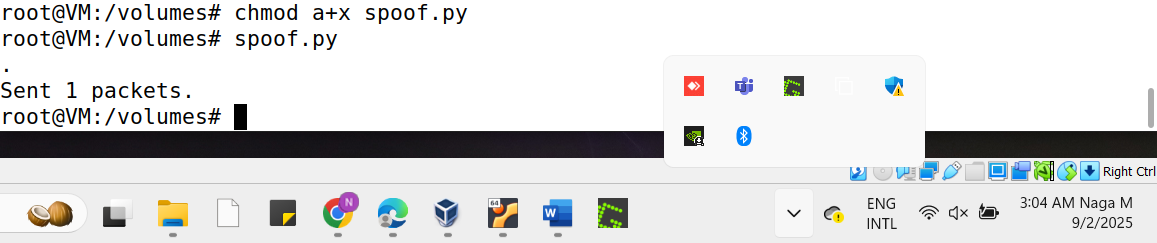 root@VM:/volumes# chmod a+x spoof.py
root@VM:/volumes# spoof.py
.
Sent 1 packets.
root@VM:/volumes#
Right Ctrl
N
64
W
ENG
INTL
3:04 AM Naga M
9/2/2025